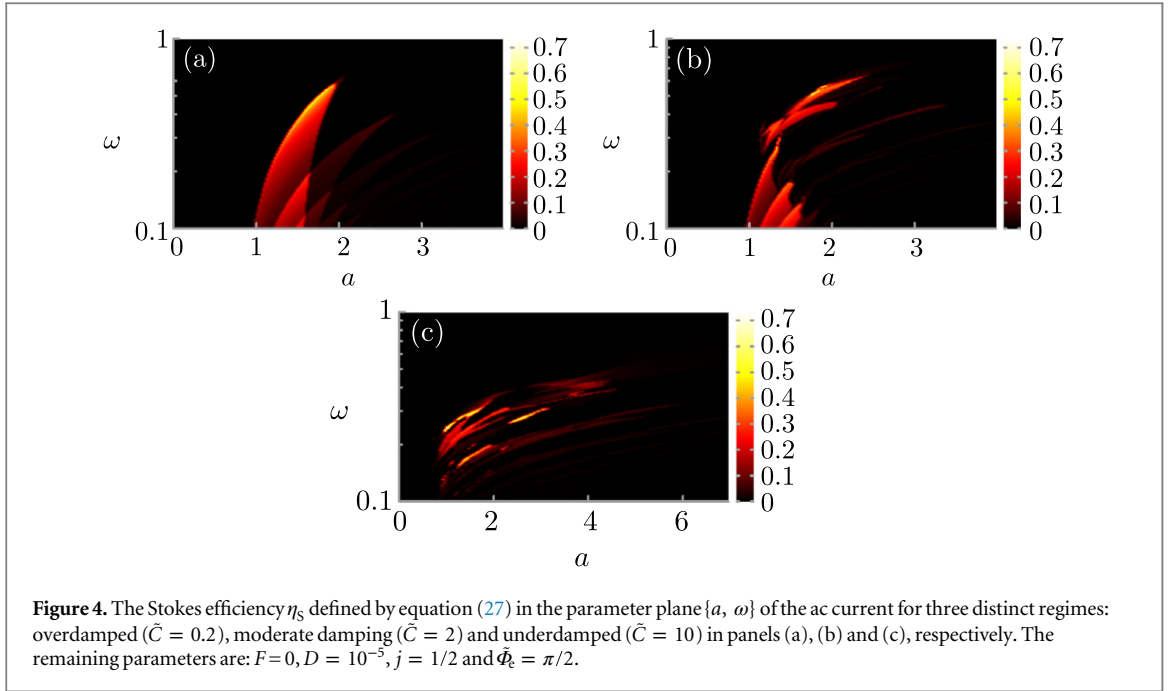 (a)
1
ω
0.1
0 1 2 3
a
0.7
0.6
0.5
0.4
0.3
0.2
0.1
0
(b)
1
ω
0.1
0 1 2 3
a
0.7
0.6
0.5
0.4
0.3
0.2
0.1
0
(c)
1
ω
0.1
0 2 4 6
a
0.7
0.6
0.5
0.4
0.3
0.2
0.1
0
Figure 4. The Stokes efficiency η_S defined by equation (27) in the parameter plane {a, ω} of the ac current for three distinct regimes:
overdamped (C̃ = 0.2), moderate damping (C̃ = 2) and underdamped (C̃ = 10) in panels (a), (b) and (c), respectively. The
remaining parameters are: F = 0, D = 10⁻⁵, j = 1/2 and Φ̃ₑ = π/2.